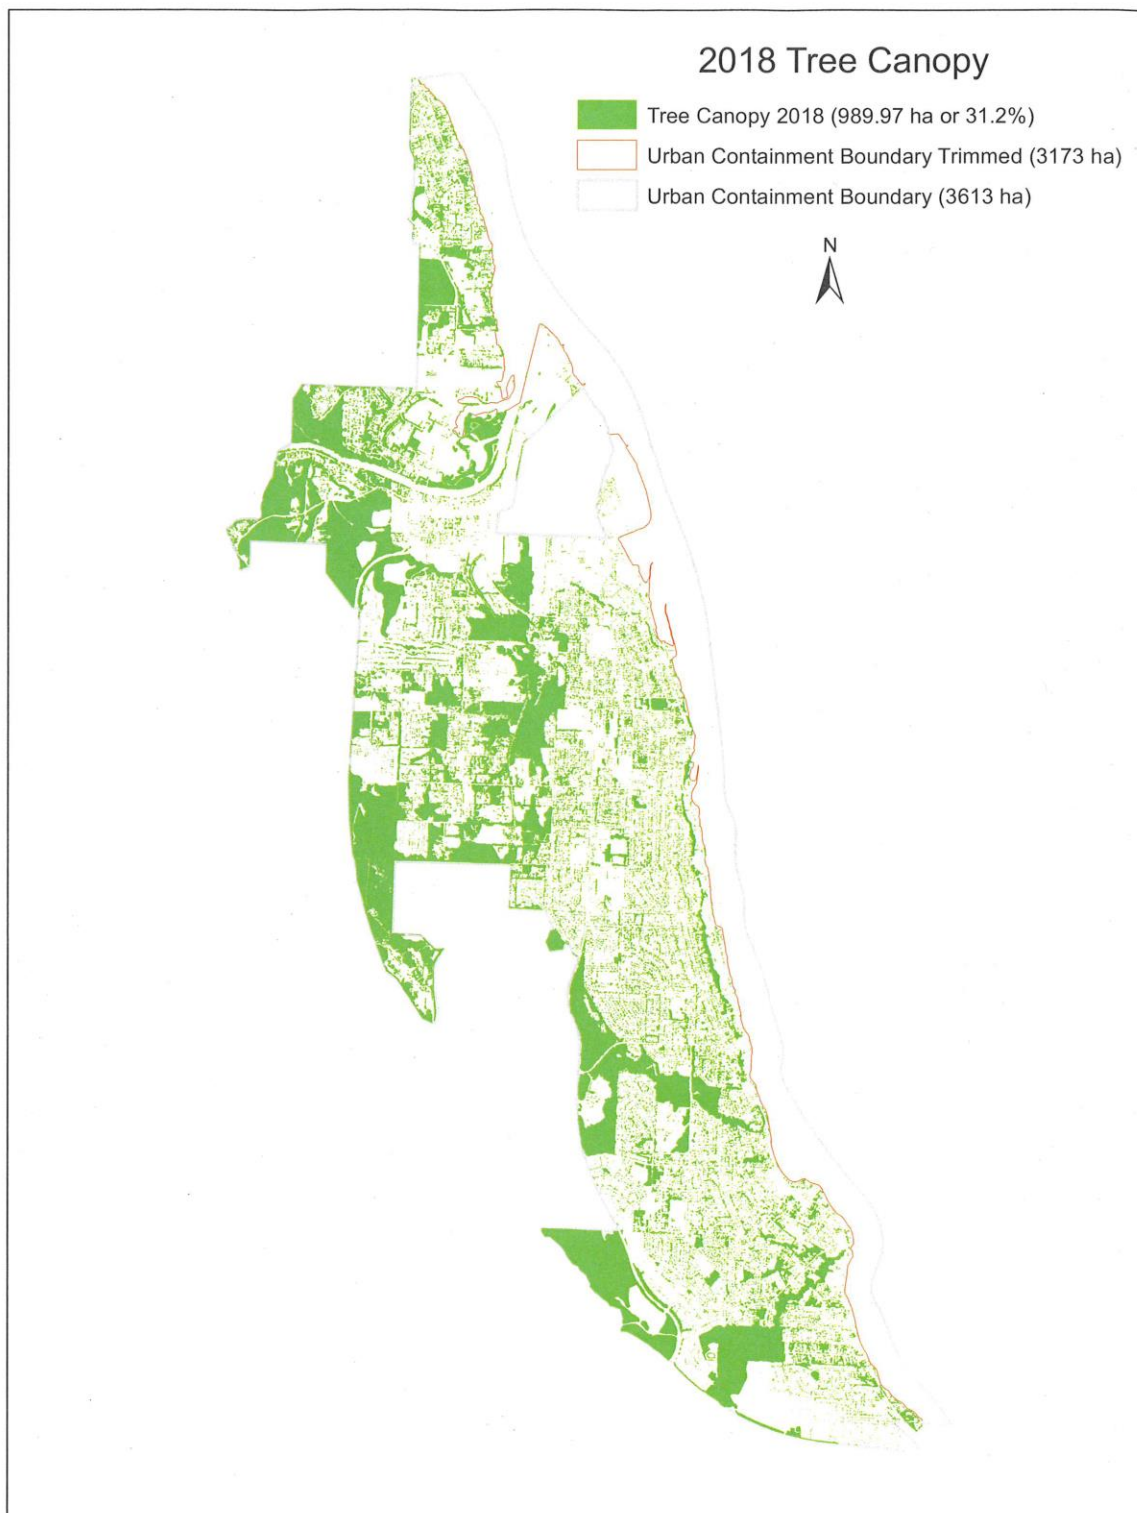 2018 Tree Canopy
Tree Canopy 2018 (989.97 ha or 31.2%)
Urban Containment Boundary Trimmed (3173 ha)
Urban Containment Boundary (3613 ha)
N